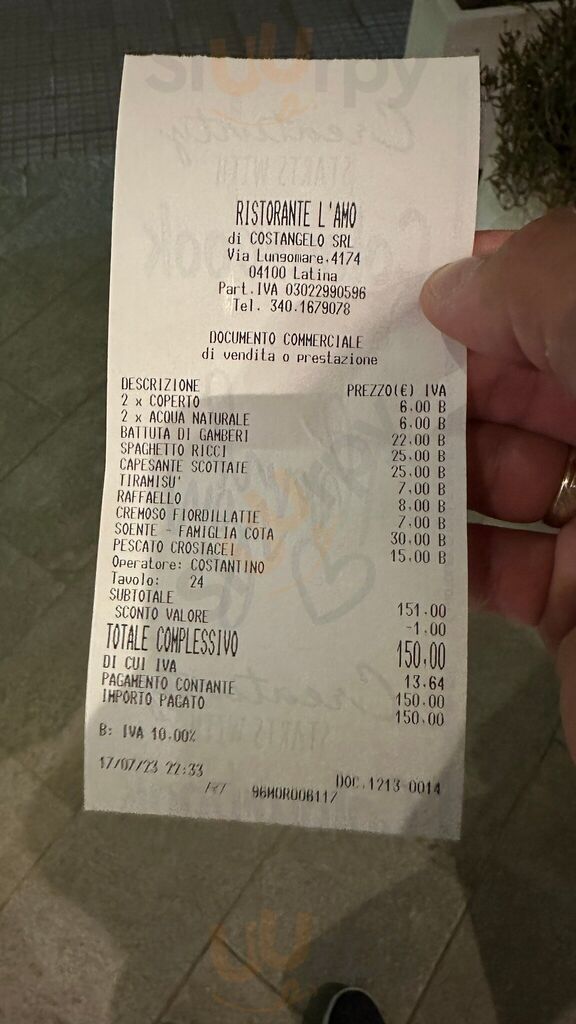 Sluurpy
RISTORANTE L'AMO
di COSTANGELO SRL
Via Lungomare,4174
04100 Latina
Part.IVA 03022990596
Tel. 340.1679078
DOCUMENTO COMMERCIALE
di vendita o prestazione
DESCRIZIONE PREZZO(€) IVA
2 x COPERTO 6.00 B
2 x ACQUA NATURALE 6.00 B
BATTUTA DI GAMBERI 22.00 B
SPAGHETTO RICCI 25.00 B
CAPESANTE SCOTTATE 25.00 B
TIRAMISU' 7.00 B
RAFFAELLO 8.00 B
CREMOSO FIORDILLATTE 7.00 B
SOENTE - FAMIGLIA COTA 30.00 B
PESCATO CROSTACEI 15.00 B
Operatore: COSTANTINO
Tavolo: 24
SUBTOTALE 151.00
SCONTO VALORE -1.00
TOTALE COMPLESSIVO 150.00
DI CUI IVA 13.64
PAGAMENTO CONTANTE 150.00
IMPORTO PAGATO 150.00
B: IVA 10.00%
17/07/23 22:33 DOC.1213-0014
96MOR008117